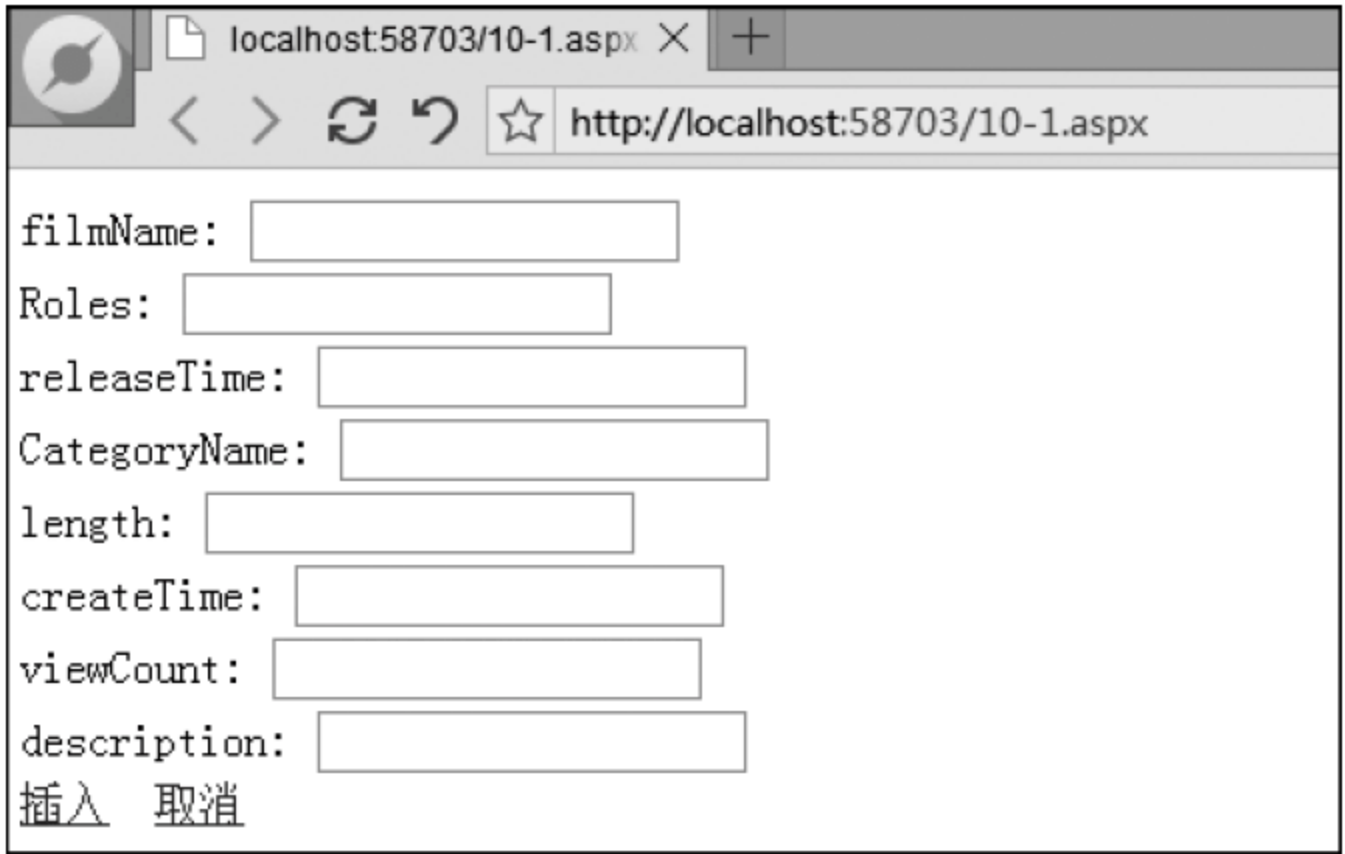 localhost:58703/10-1.aspx
http://localhost:58703/10-1.aspx
filmName:
Roles:
releaseTime:
CategoryName:
length:
createTime:
viewCount:
description:
插入 取消